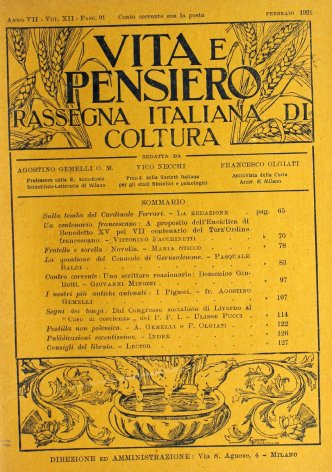 ANNO VII - VOL. XII - FASC. 91 Conto corrente con la posta FEBBRAIO 1921
VITA E
PENSIERO
RASSEGNA ITALIANA DI
COLTURA
REDATTA DA
AGOSTINO GEMELLI O. M. VICO NECCHI FRANCESCO OLGIATI
Professore nella R. Accademia Presid. della Società Italiana Archivista della Curia
Scientifico-Letteraria di Milano per gli studi filosofici e psicologici Arciv. di Milano
SOMMARIO
Sulla tomba del Cardinale Ferrari. - LA REDAZIONE pag. 65
Un centenario francescano: A proposito dell'Enciclica di
Benedetto XV pel VII centenario del Terz'Ordine
francescano. - VITTORINO FACCHINETTI » 70
Fratello e sorella: Novella. - MARIA STICCO » 78
La questione del Cenacolo di Gerusalemme. - PASQUALE
BALDI » 83
Contro corrente: Uno scrittore reazionario: Domenico Giu-
liotti. - GIOVANNI MINOZZI » 97
I nostri più antichi antenati: I Pigmei. - fr. AGOSTINO
GEMELLI » 107
Segni dei tempi: Dal Congresso socialista di Livorno al
"Caso di coscienza" del P. P. I. - ULISSE PUCCI » 114
Postilla non polemica. - A. GEMELLI e F. OLGIATI » 122
Pubblicazioni recentissime. - INDEX » 126
Consigli del libraio. - LECTOR » 127
DIREZIONE ED AMMINISTRAZIONE: Via S. Agnese, 4 - MILANO